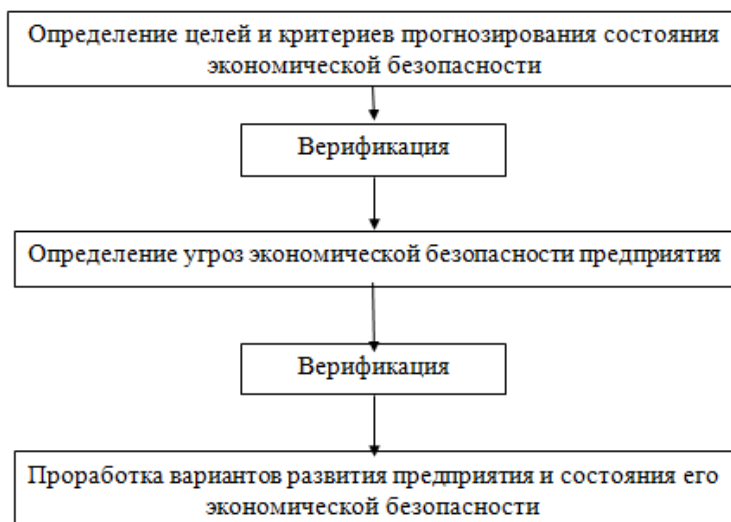 Определение целей и критериев прогнозирования состояния
экономической безопасности
Верификация
Определение угроз экономической безопасности предприятия
Верификация
Проработка вариантов развития предприятия и состояния его
экономической безопасности